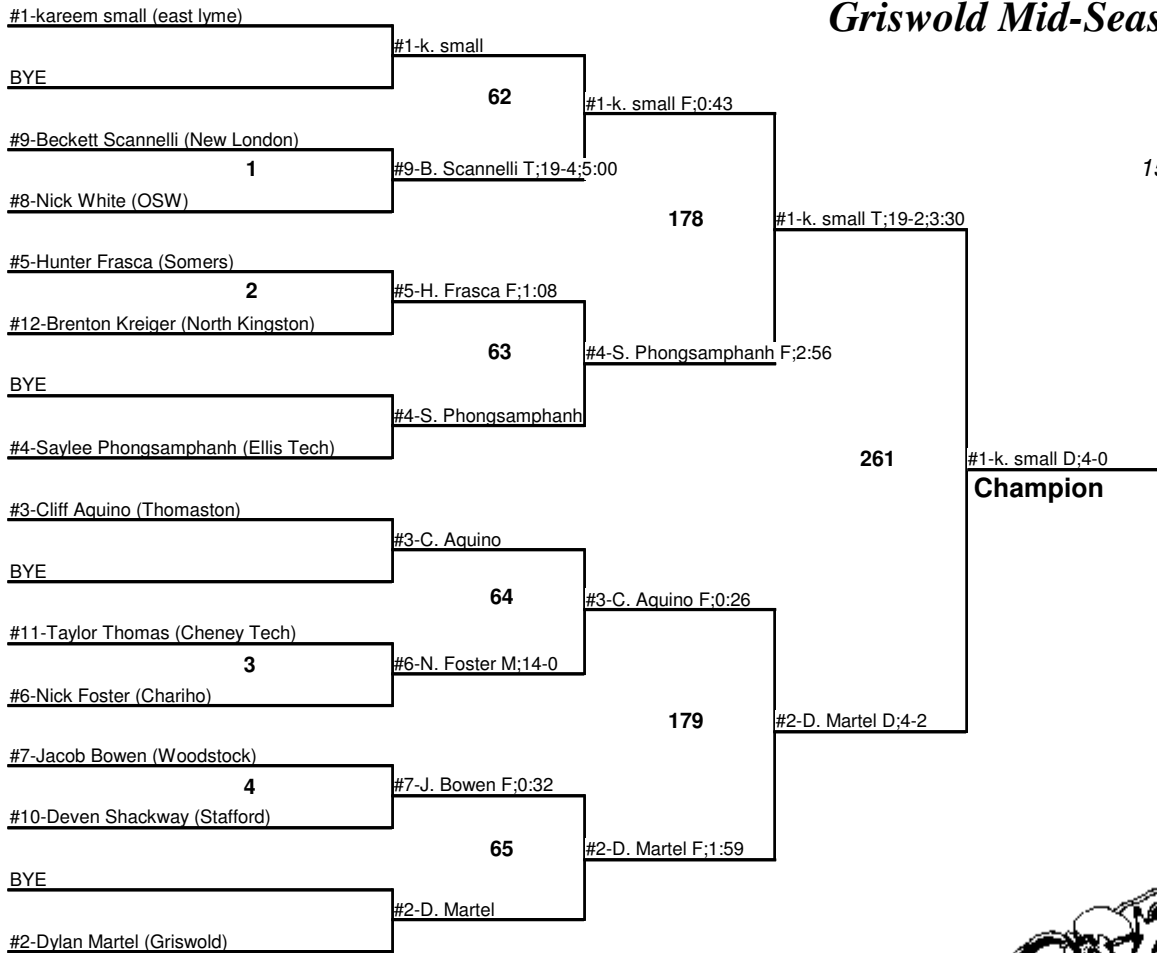 Griswold Mid-Seas
15
#1-kareem small (east lyme)
#1-k. small
BYE
62
#1-k. small F;0:43
#9-Beckett Scannelli (New London)
1
#9-B. Scannelli T;19-4;5:00
#8-Nick White (OSW)
178
#1-k. small T;19-2;3:30
#5-Hunter Frasca (Somers)
2
#5-H. Frasca F;1:08
#12-Brenton Kreiger (North Kingston)
63
#4-S. Phongsamphanh F;2:56
BYE
#4-S. Phongsamphanh
#4-Saylee Phongsamphanh (Ellis Tech)
261
#1-k. small D;4-0
Champion
#3-Cliff Aquino (Thomaston)
#3-C. Aquino
BYE
64
#3-C. Aquino F;0:26
#11-Taylor Thomas (Cheney Tech)
3
#6-N. Foster M;14-0
#6-Nick Foster (Chariho)
179
#2-D. Martel D;4-2
#7-Jacob Bowen (Woodstock)
4
#7-J. Bowen F;0:32
#10-Deven Shackway (Stafford)
65
#2-D. Martel F;1:59
BYE
#2-D. Martel
#2-Dylan Martel (Griswold)